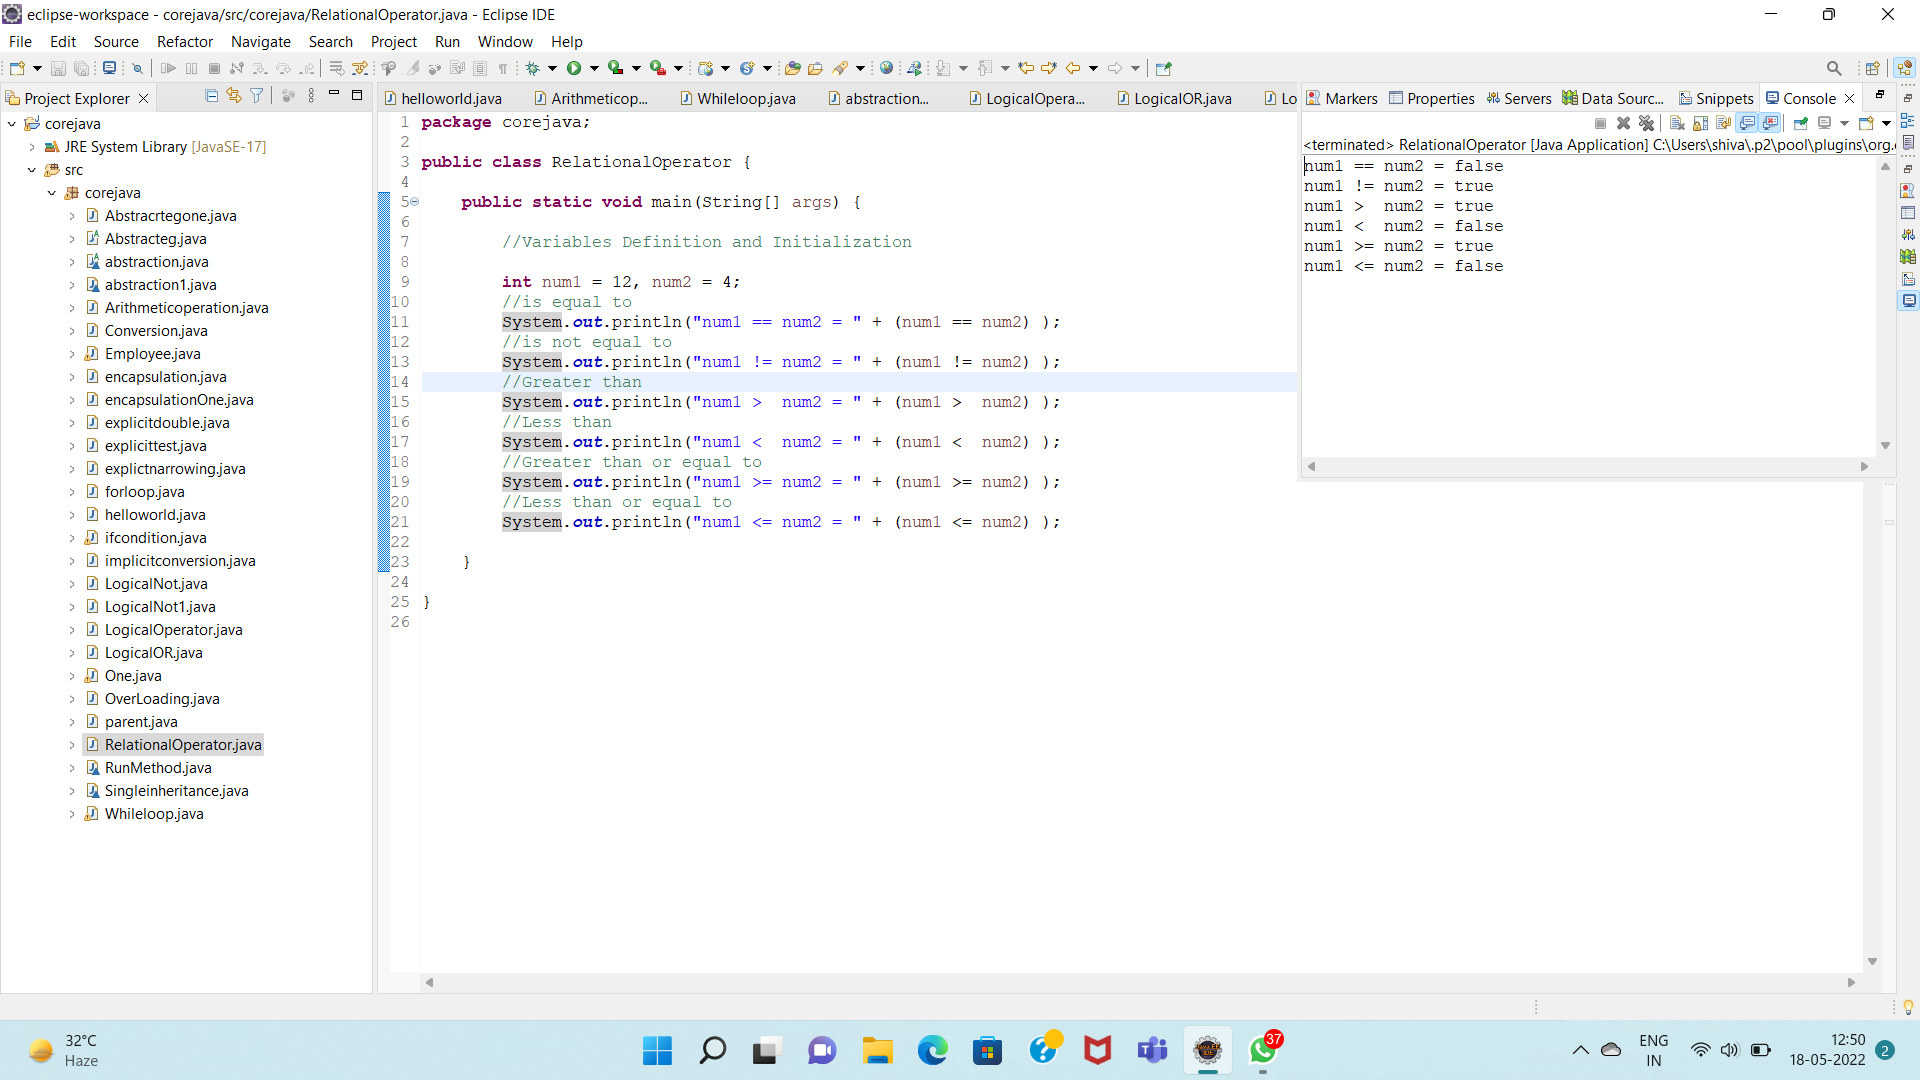 eclipse-workspace - corejava/src/corejava/RelationalOperator.java - Eclipse IDE
File Edit Source Refactor Navigate Search Project Run Window Help
Project Explorer
corejava
JRE System Library [JavaSE-17]
src
corejava
Abstracrtegone.java
Abstracteg.java
abstraction.java
abstraction1.java
Arithmeticoperation.java
Conversion.java
Employee.java
encapsulation.java
encapsulationOne.java
explicitdouble.java
explicittest.java
explictnarrowing.java
forloop.java
helloworld.java
ifcondition.java
implicitconversion.java
LogicalNot.java
LogicalNot1.java
LogicalOperator.java
LogicalOR.java
One.java
OverLoading.java
parent.java
RelationalOperator.java
RunMethod.java
Singleinheritance.java
Whileloop.java
helloworld.java Arithmeticop... Whileloop.java abstraction... LogicalOpera... LogicalOR.java Lo
1 package corejava;
2
3 public class RelationalOperator {
4
5 public static void main(String[] args) {
6
7 //Variables Definition and Initialization
8
9 int num1 = 12, num2 = 4;
10 //is equal to
11 System.out.println("num1 == num2 = " + (num1 == num2) );
12 //is not equal to
13 System.out.println("num1 != num2 = " + (num1 != num2) );
14 //Greater than
15 System.out.println("num1 >  num2 = " + (num1 >  num2) );
16 //Less than
17 System.out.println("num1 <  num2 = " + (num1 <  num2) );
18 //Greater than or equal to
19 System.out.println("num1 >= num2 = " + (num1 >= num2) );
20 //Less than or equal to
21 System.out.println("num1 <= num2 = " + (num1 <= num2) );
22
23 }
24
25 }
26
Markers Properties Servers Data Sourc... Snippets Console
<terminated> RelationalOperator [Java Application] C:\Users\shiva\.p2\pool\plugins\org.
num1 == num2 = false
num1 != num2 = true
num1 >  num2 = true
num1 <  num2 = false
num1 >= num2 = true
num1 <= num2 = false
32°C
Haze
37
ENG
IN
12:50
18-05-2022
2